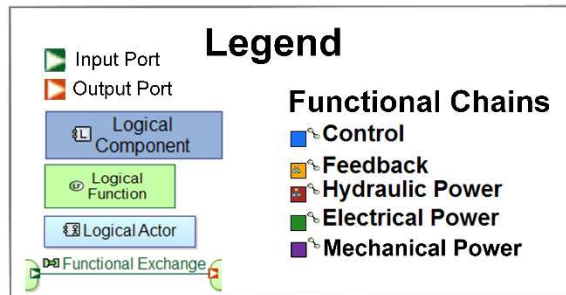 Legend
Input Port
Output Port
Logical
Component
Logical
Function
Logical Actor
Functional Exchange
Functional Chains
Control
Feedback
Hydraulic Power
Electrical Power
Mechanical Power